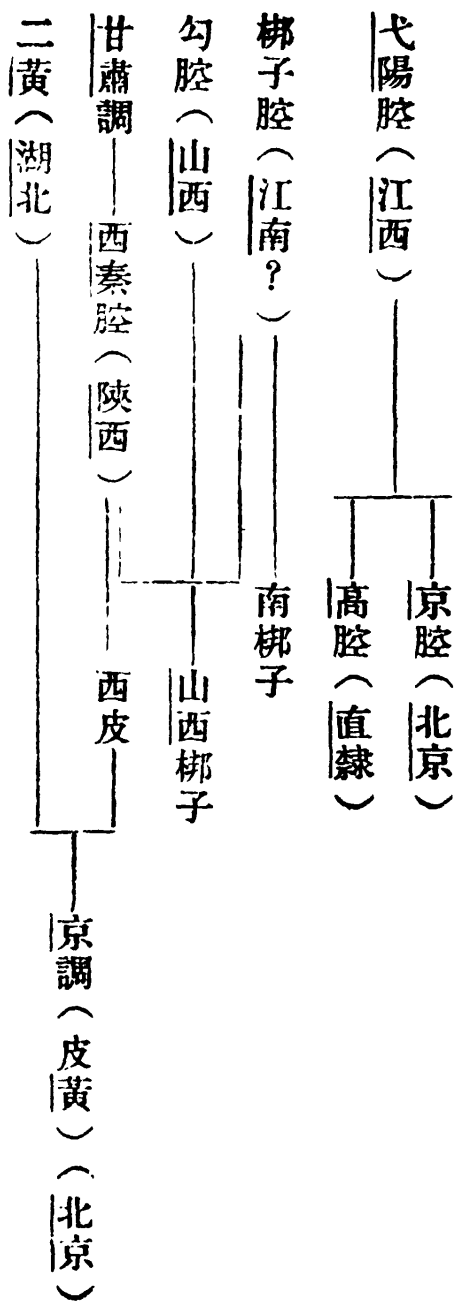 弋陽腔（江西）
京腔（北京）
高腔（直隸）
梆子腔（江南？）
南梆子
勾腔（山西）
山西梆子
甘肅調
西秦腔（陝西）
西皮
二黃（湖北）
京調（皮黃）（北京）